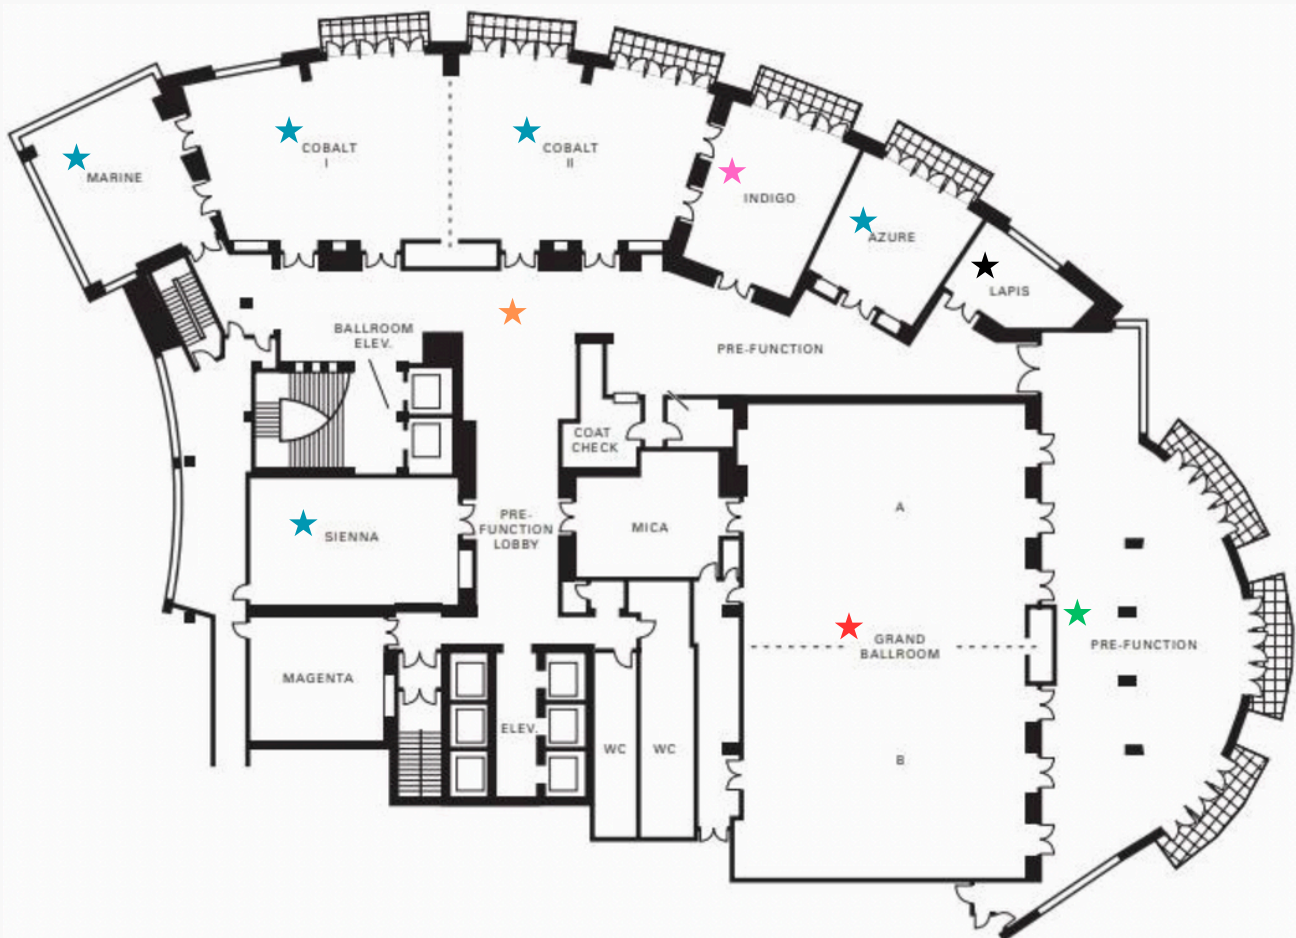 MARINE
COBALT
I
COBALT
II
INDIGO
AZURE
LAPIS
BALLROOM
ELEV.
PRE-FUNCTION
COAT
CHECK
SIENNA
PRE-
FUNCTION
LOBBY
MICA
A
GRAND
BALLROOM
PRE-FUNCTION
MAGENTA
ELEV.
WC
WC
B